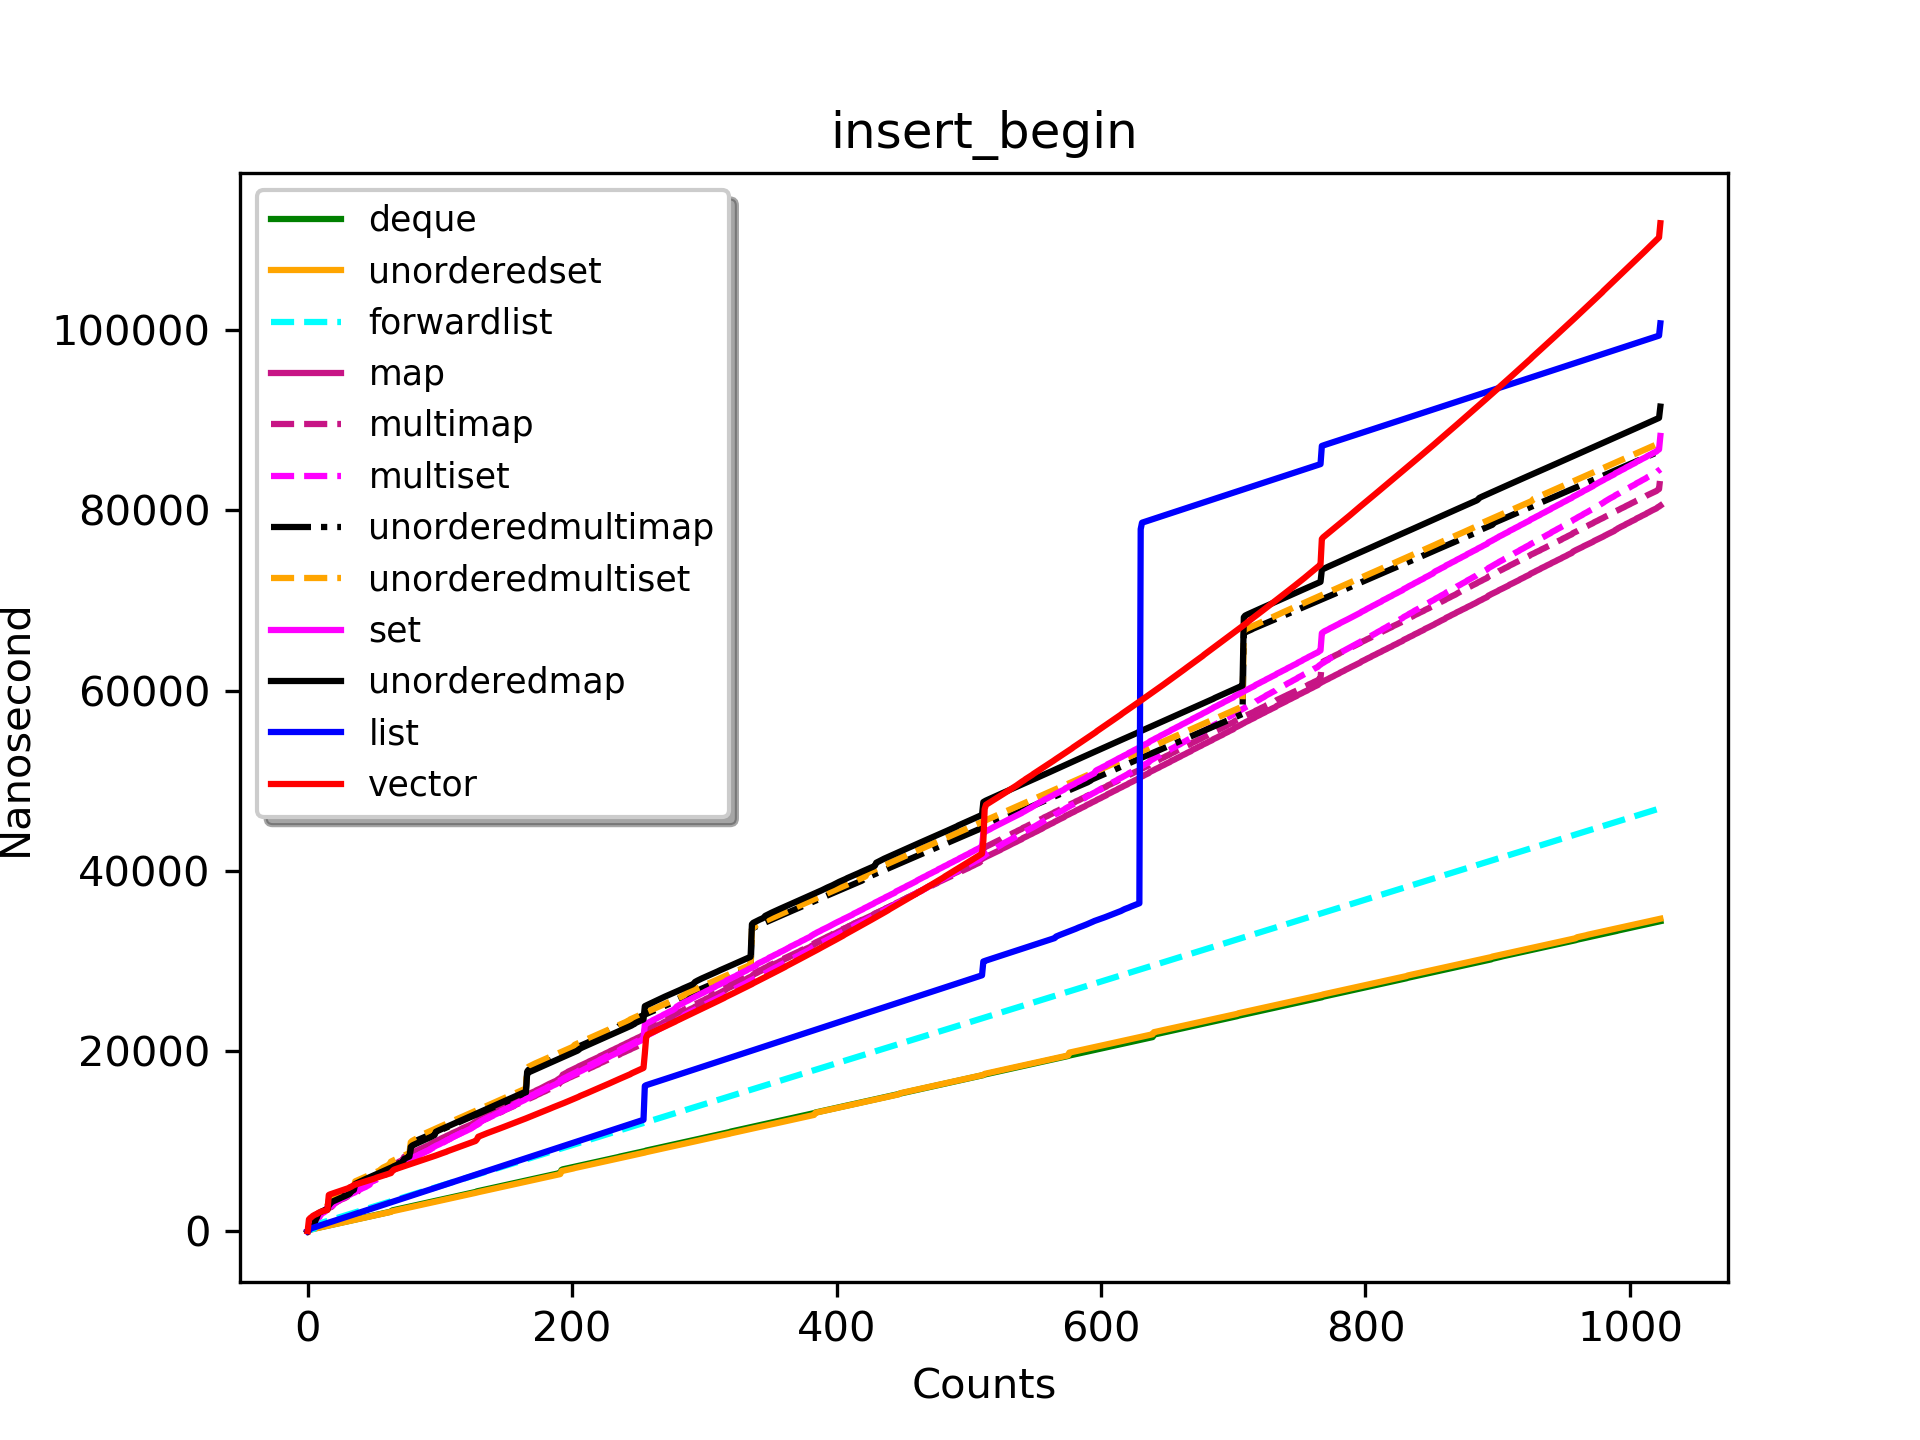 insert_begin
deque
unorderedset
forwardlist
map
multimap
multiset
unorderedmultimap
unorderedmultiset
set
unorderedmap
list
vector
Nanosecond
100000
80000
60000
40000
20000
0
0 200 400 600 800 1000
Counts